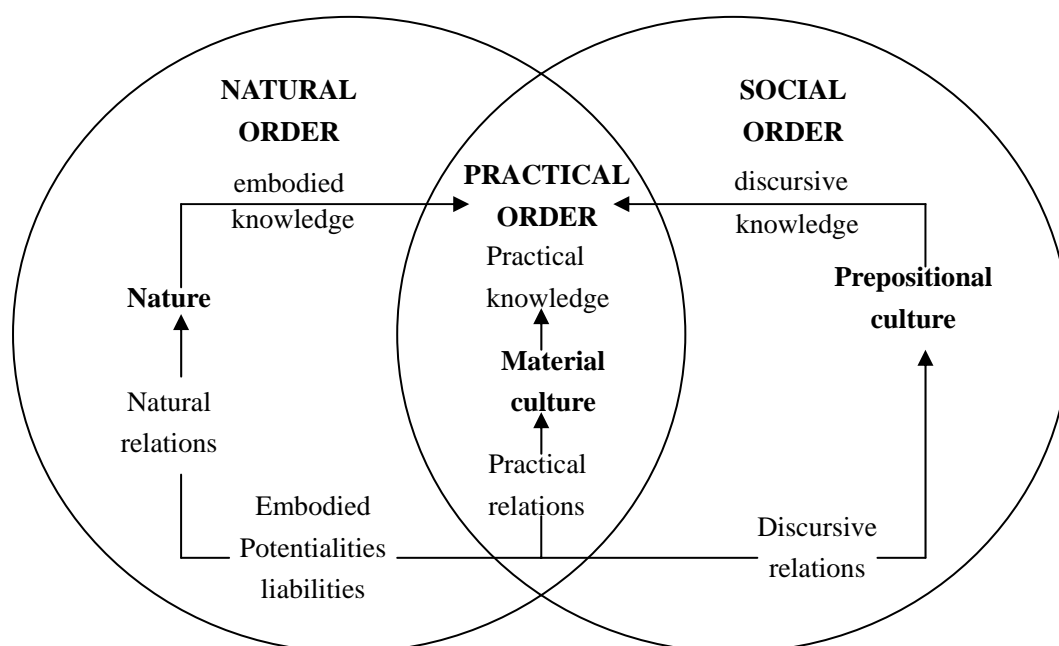 NATURAL
ORDER
SOCIAL
ORDER
embodied
knowledge
PRACTICAL
ORDER
discursive
knowledge
Practical
knowledge
Nature
Prepositional
culture
Material
culture
Natural
relations
Practical
relations
Embodied
Potentialities
liabilities
Discursive
relations